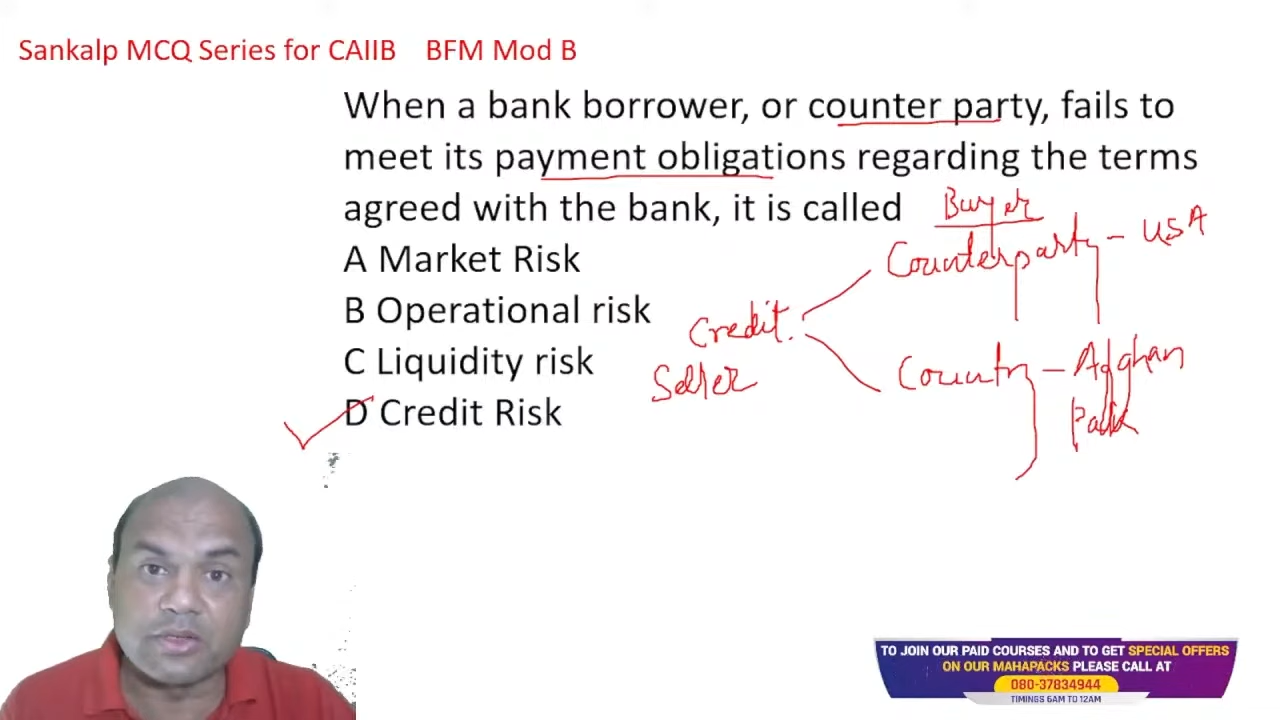 Sankalp MCQ Series for CAIIB BFM Mod B
When a bank borrower, or counter party, fails to
meet its payment obligations regarding the terms
agreed with the bank, it is called
A Market Risk
B Operational risk
C Liquidity risk
D Credit Risk
Buyer
Counterparty - USA
Credit.
Seller
Country - Afghan
Pak
TO JOIN OUR PAID COURSES AND TO GET SPECIAL OFFERS
ON OUR MAHAPACKS PLEASE CALL AT
080-37834944
TIMINGS 6AM TO 12AM